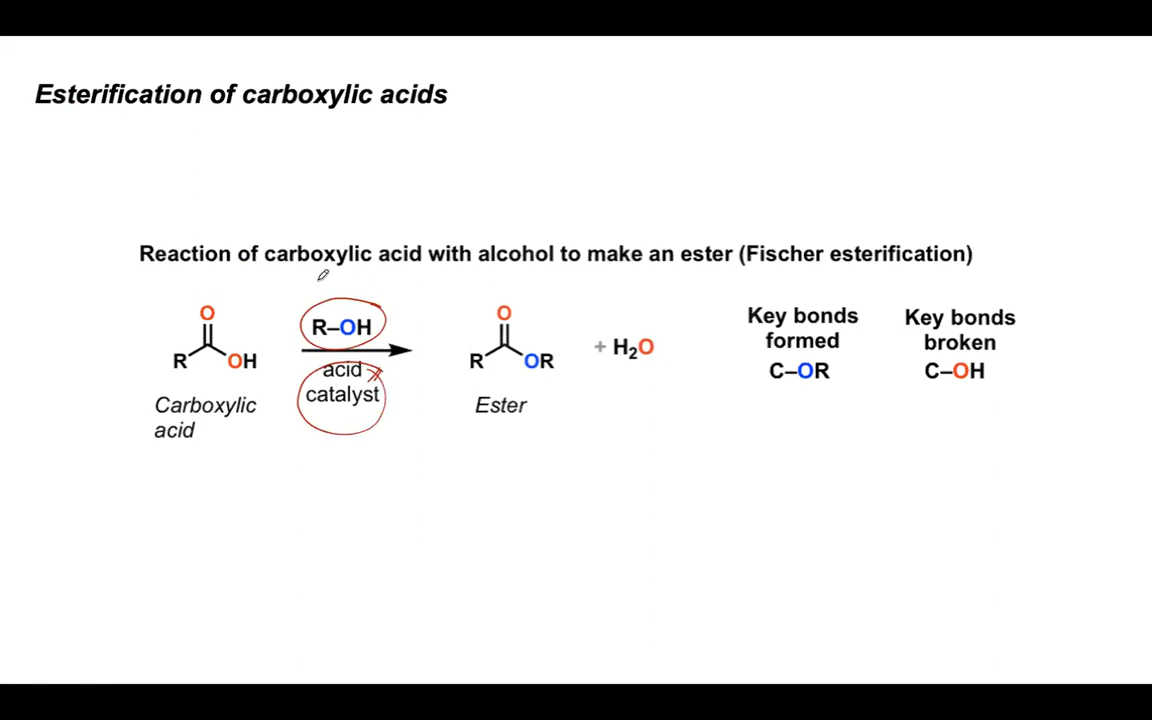 Esterification of carboxylic acids
Reaction of carboxylic acid with alcohol to make an ester (Fischer esterification)
O
R
OH
Carboxylic
acid
R–OH
acid
catalyst
O
R
OR
Ester
+ H₂O
Key bonds
formed
C–OR
Key bonds
broken
C–OH